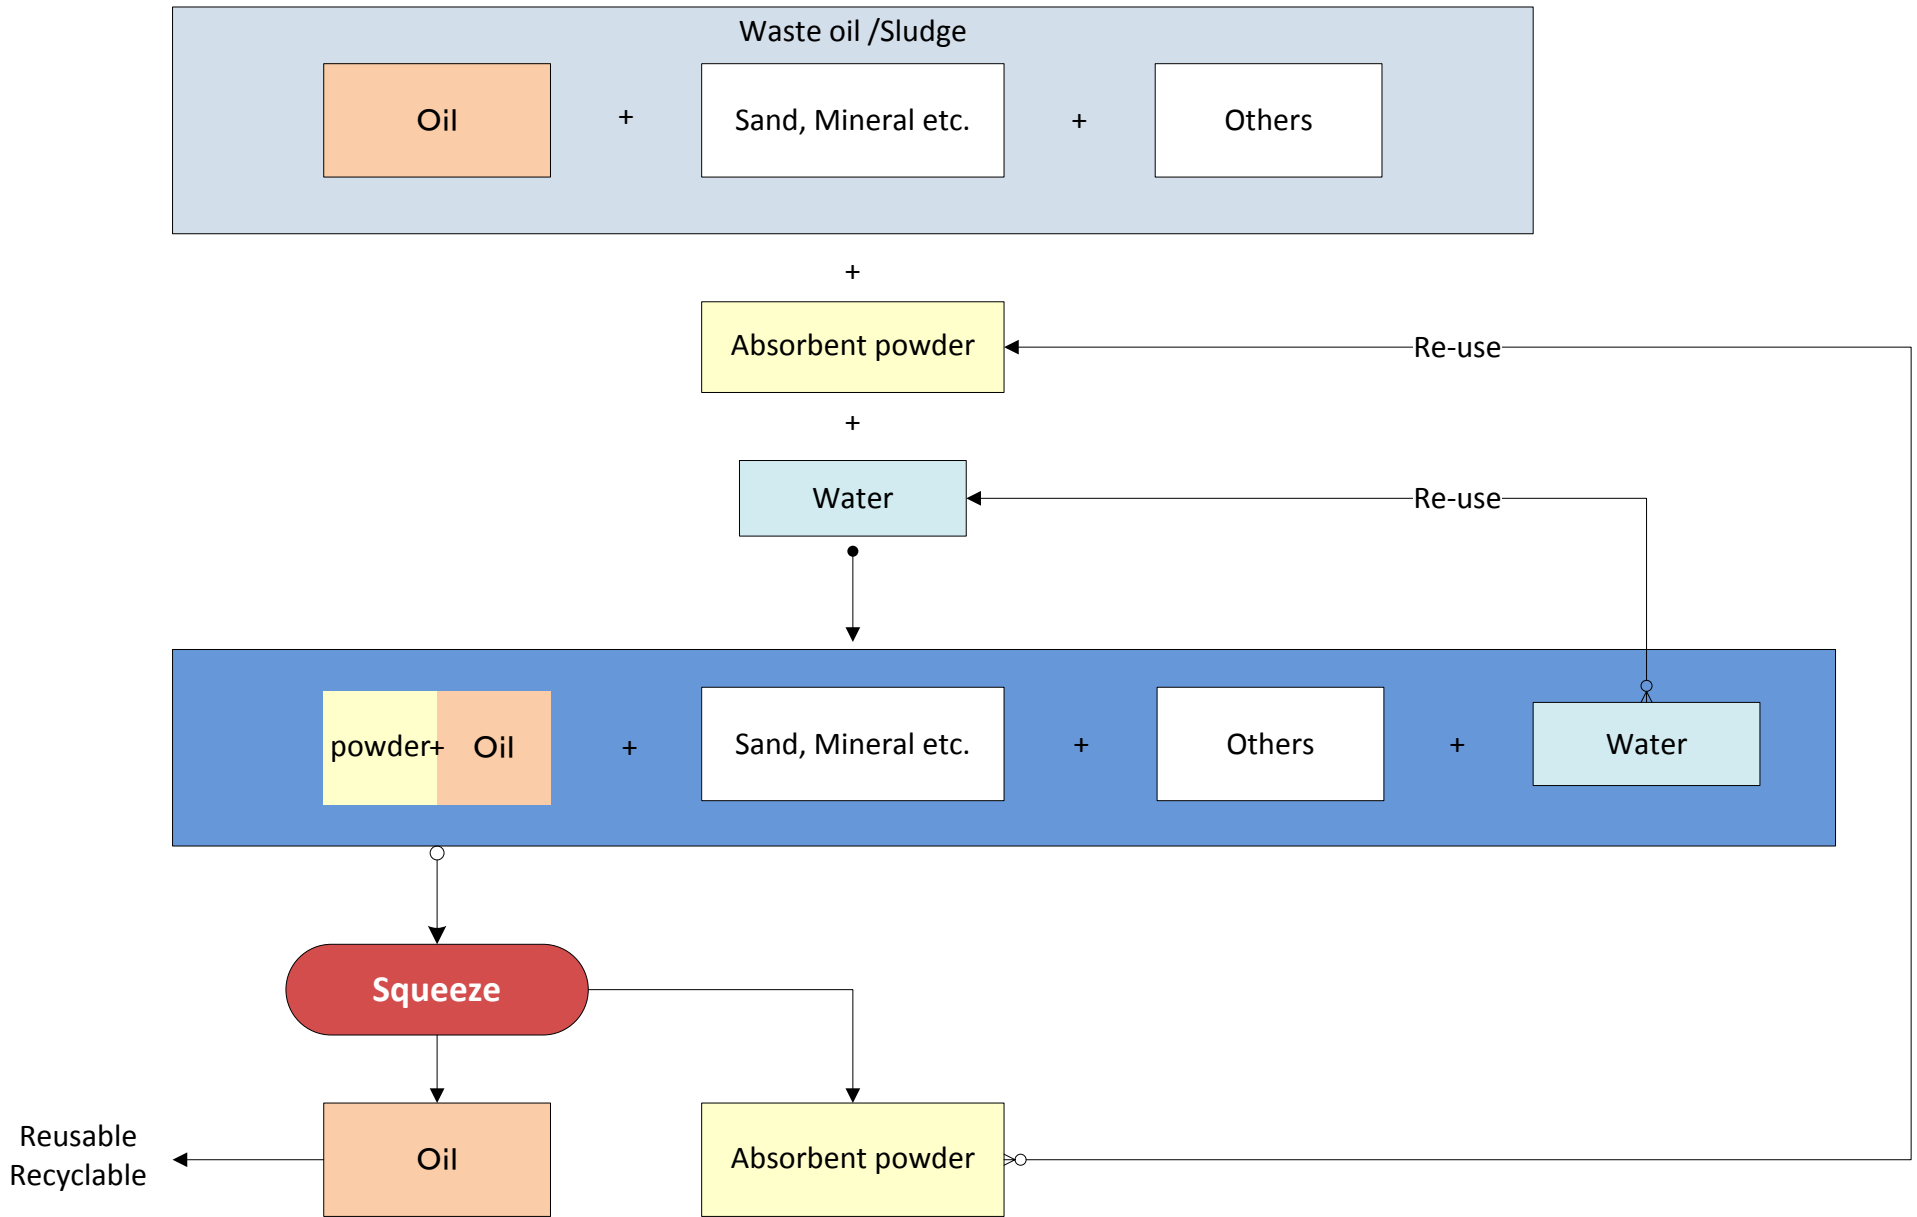 Waste oil /Sludge
Oil + Sand, Mineral etc. + Others
+
Absorbent powder
Re-use
+
Water
Re-use
powder+ Oil + Sand, Mineral etc. + Others + Water
Squeeze
Reusable
Recyclable
Oil
Absorbent powder